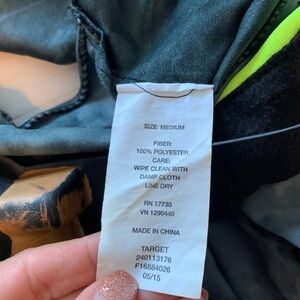 SIZE: MEDIUM
FIBER:
100% POLYESTER
CARE:
WIPE CLEAN WITH
DAMP CLOTH
LINE DRY
RN 17730
VN 1290440
MADE IN CHINA
TARGET
240113176
F16884026
05/15